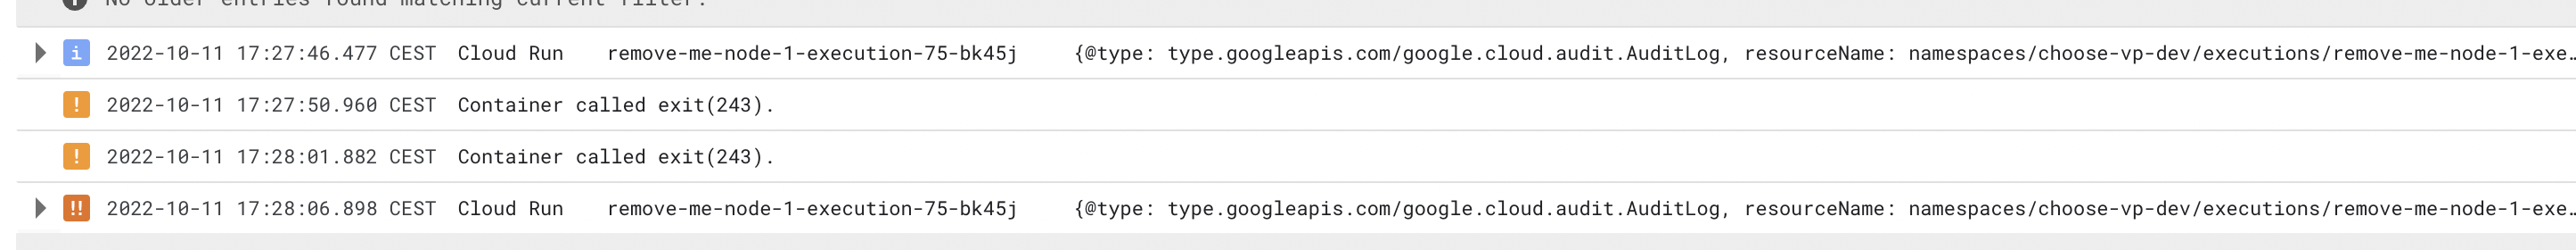 No older entries found matching current filter.
i 2022-10-11 17:27:46.477 CEST Cloud Run remove-me-node-1-execution-75-bk45j {@type: type.googleapis.com/google.cloud.audit.AuditLog, resourceName: namespaces/choose-vp-dev/executions/remove-me-node-1-exe…
! 2022-10-11 17:27:50.960 CEST Container called exit(243).
! 2022-10-11 17:28:01.882 CEST Container called exit(243).
!! 2022-10-11 17:28:06.898 CEST Cloud Run remove-me-node-1-execution-75-bk45j {@type: type.googleapis.com/google.cloud.audit.AuditLog, resourceName: namespaces/choose-vp-dev/executions/remove-me-node-1-exe…